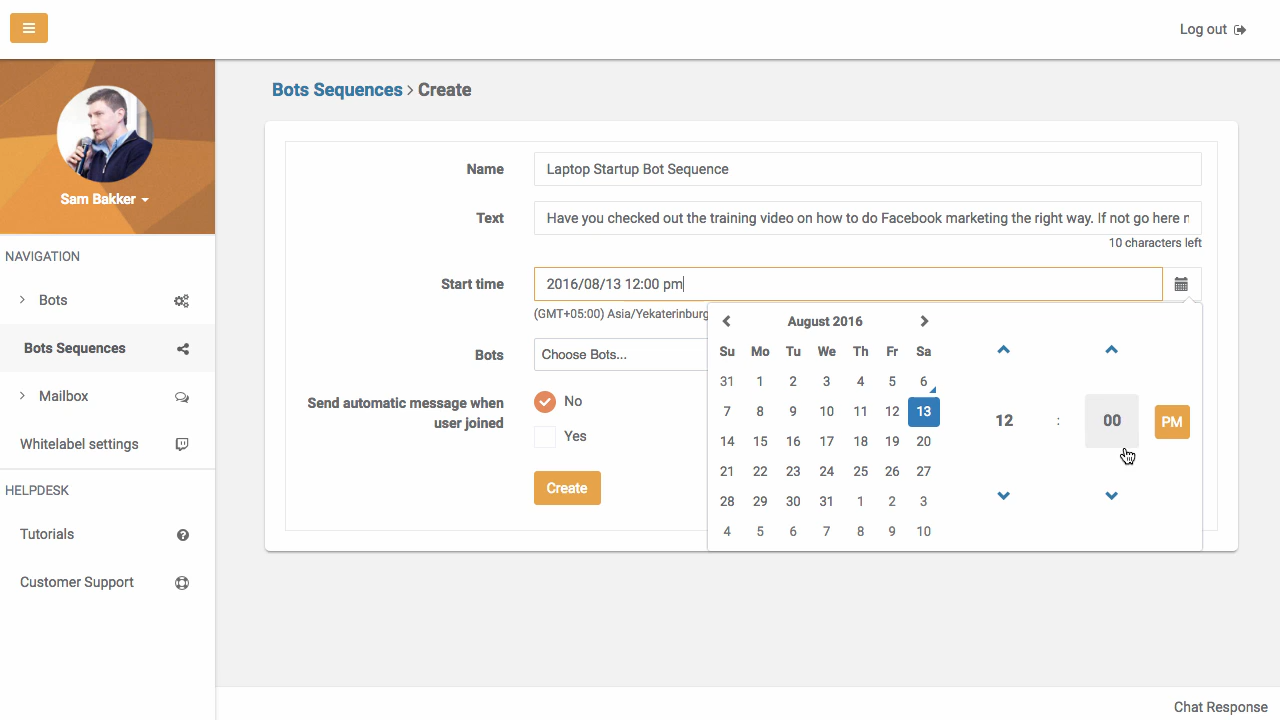 Log out
Sam Bakker
NAVIGATION
Bots
Bots Sequences
Mailbox
Whitelabel settings
HELPDESK
Tutorials
Customer Support
Bots Sequences > Create
Name
Laptop Startup Bot Sequence
Text
Have you checked out the training video on how to do Facebook marketing the right way. If not go here
10 characters left
Start time
2016/08/13 12:00 pm
(GMT+05:00) Asia/Yekaterinburg
Bots
Choose Bots...
Send automatic message when
user joined
No
Yes
Create
August 2016
Su Mo Tu We Th Fr Sa
31 1 2 3 4 5 6
7 8 9 10 11 12 13
14 15 16 17 18 19 20
21 22 23 24 25 26 27
28 29 30 31 1 2 3
4 5 6 7 8 9 10
12 : 00 PM
Chat Response